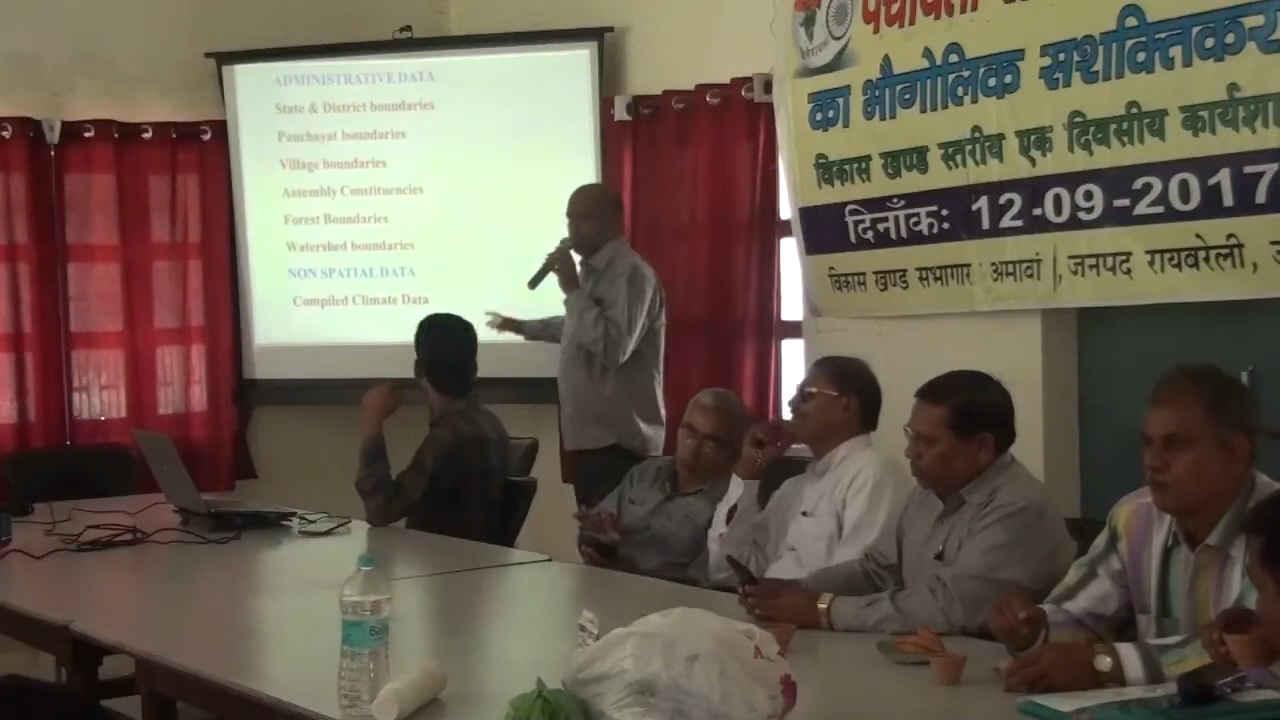 ADMINISTRATIVE DATA
State & District boundaries
Panchayat boundaries
Village boundaries
Assembly Constituencies
Forest Boundaries
Watershed boundaries
NON SPATIAL DATA
Compiled Climate Data
का भौगोलिक सशक्तिकर
विकास खण्ड स्तरीय एक दिवसीय कार्यशा
दिनाँक: 12-09-2017
विकास खण्ड सभागार अमावां, जनपद रायबरेली,